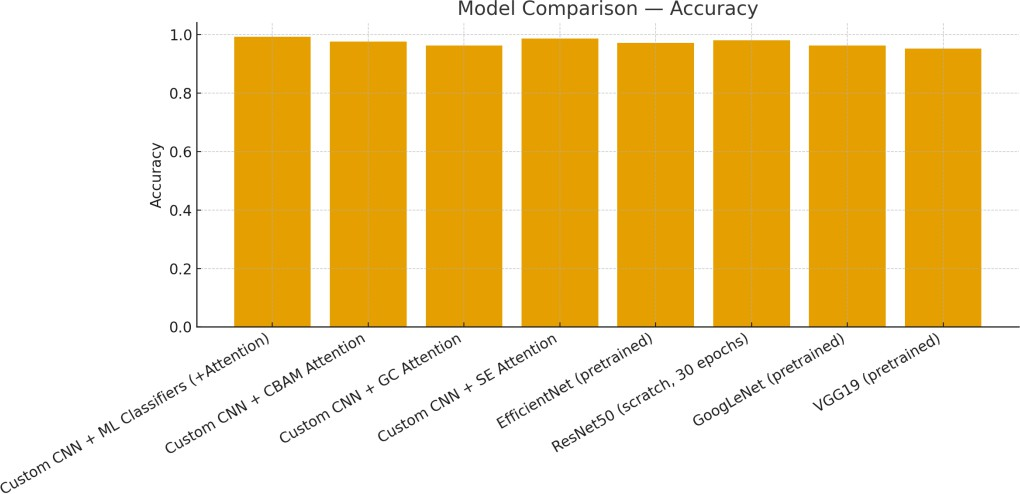 Model Comparison — Accuracy
Accuracy
1.0
0.8
0.6
0.4
0.2
0.0
Custom CNN + ML Classifiers (+Attention)
Custom CNN + CBAM Attention
Custom CNN + GC Attention
Custom CNN + SE Attention
EfficientNet (pretrained)
ResNet50 (scratch, 30 epochs)
GoogLeNet (pretrained)
VGG19 (pretrained)